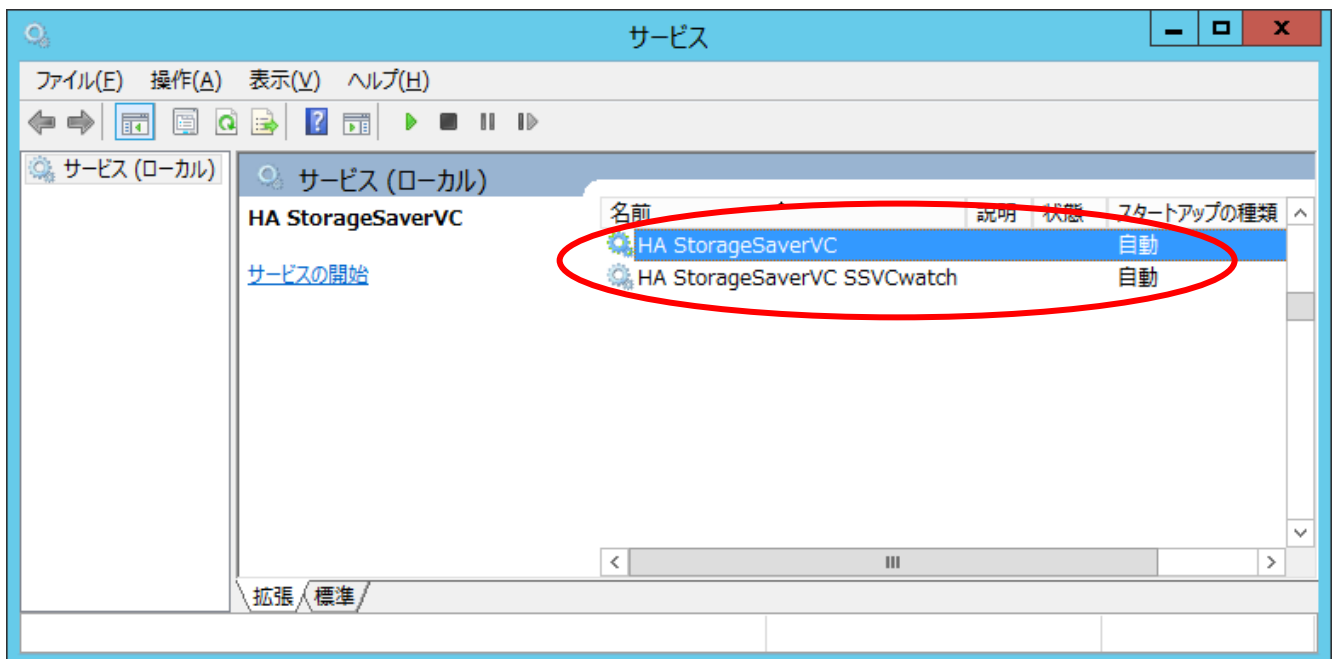 サービス
ファイル(F) 操作(A) 表示(V) ヘルプ(H)
サービス (ローカル)
サービス (ローカル)
HA StorageSaverVC
サービスの開始
名前 説明 状態 スタートアップの種類
HA StorageSaverVC 自動
HA StorageSaverVC SSVCwatch 自動
拡張 標準